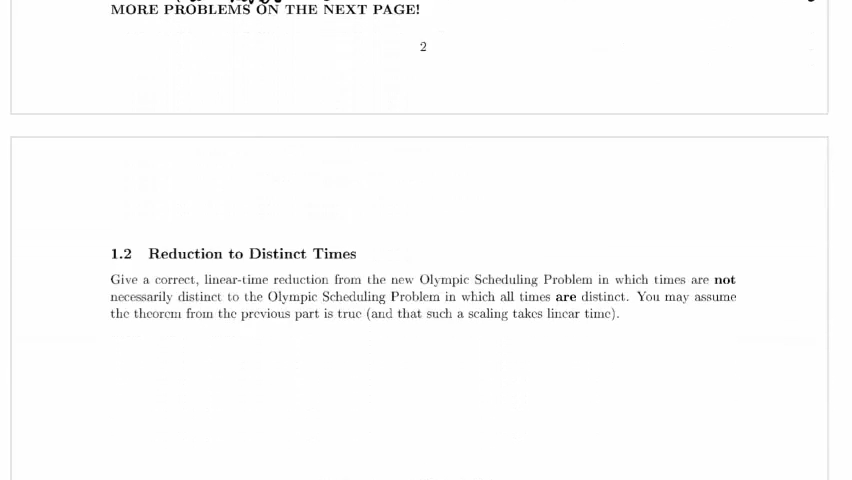 MORE PROBLEMS ON THE NEXT PAGE!
2
1.2 Reduction to Distinct Times
Give a correct, linear-time reduction from the new Olympic Scheduling Problem in which times are not
necessarily distinct to the Olympic Scheduling Problem in which all times are distinct. You may assume
the theorem from the previous part is true (and that such a scaling takes linear time).